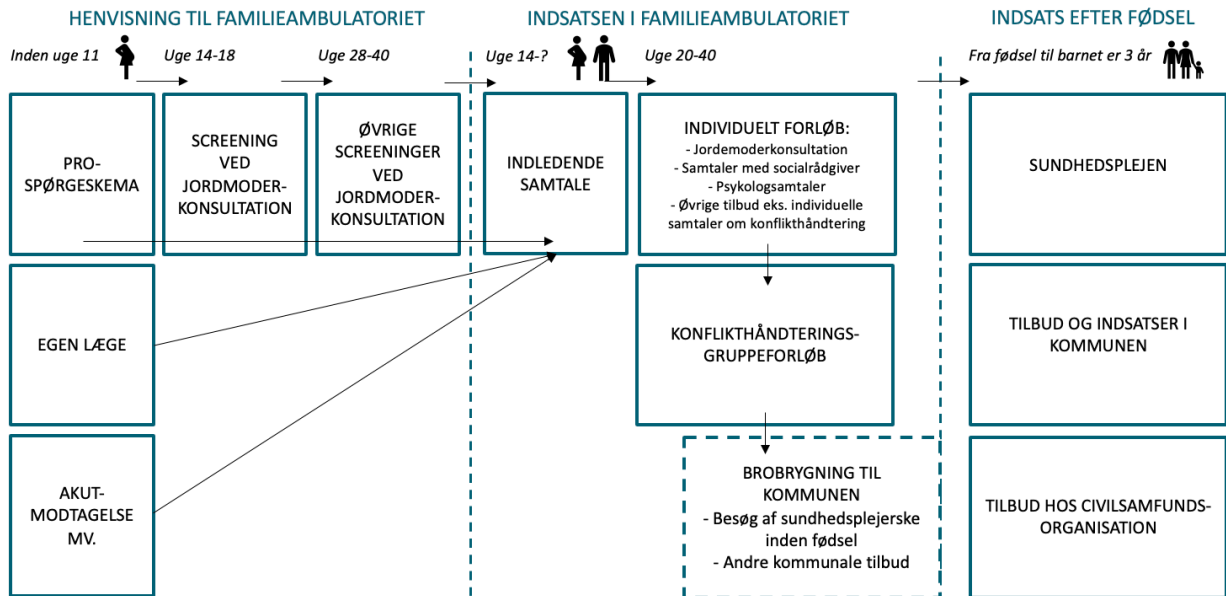 HENVISNING TIL FAMILIEAMBULATORIET
Inden uge 11
Uge 14-18
Uge 28-40
PRO-
SPØRGESKEMA
SCREENING
VED
JORDMODER-
KONSULTATION
ØVRIGE
SCREENINGER
VED
JORDMODER-
KONSULTATION
EGEN LÆGE
AKUT-
MODTAGELSE
MV.
INDSATSEN I FAMILIEAMBULATORIET
Uge 14-?
Uge 20-40
INDLEDENDE
SAMTALE
INDIVIDUELT FORLØB:
- Jordemoderkonsultation
- Samtaler med socialrådgiver
- Psykologsamtaler
- Øvrige tilbud eks. individuelle
samtaler om konflikthåndtering
KONFLIKTHÅNDTERINGS-
GRUPPEFORLØB
BROBRYGNING TIL
KOMMUNEN
- Besøg af sundhedsplejerske
inden fødsel
- Andre kommunale tilbud
INDSATS EFTER FØDSEL
Fra fødsel til barnet er 3 år
SUNDHEDSPLEJEN
TILBUD OG INDSATSER I
KOMMUNEN
TILBUD HOS CIVILSAMFUNDS-
ORGANISATION